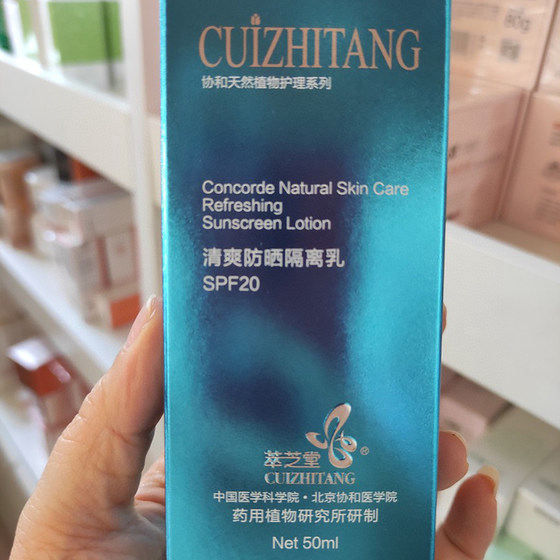 CUIZHITANG
协和天然植物护理系列
Concorde Natural Skin Care
Refreshing
Sunscreen Lotion
清爽防晒隔离乳
SPF20
萃芝堂®
CUIZHITANG
中国医学科学院·北京协和医学院
药用植物研究所研制
Net 50ml
80g